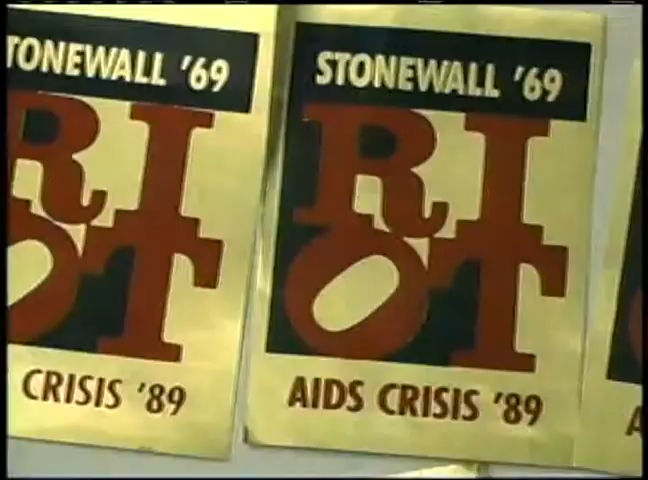 TONEWALL '69
RI
OT
CRISIS '89
STONEWALL '69
RI
OT
AIDS CRISIS '89
A